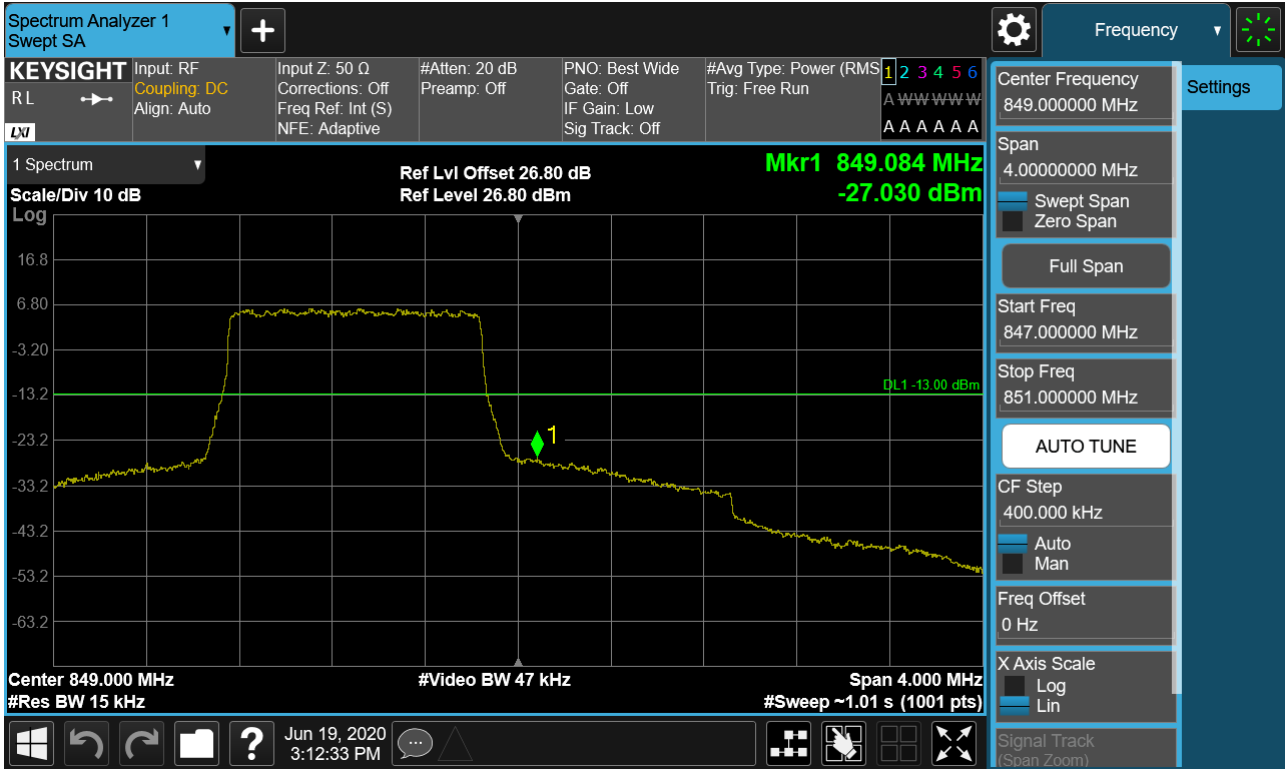 Spectrum Analyzer 1
Swept SA
+
Frequency
KEYSIGHT
R L
LXI
Input: RF
Coupling: DC
Align: Auto
Input Z: 50 Ω
Corrections: Off
Freq Ref: Int (S)
NFE: Adaptive
#Atten: 20 dB
Preamp: Off
PNO: Best Wide
Gate: Off
IF Gain: Low
Sig Track: Off
#Avg Type: Power (RMS
Trig: Free Run
1 2 3 4 5 6
A W W W W W
A A A A A A
1 Spectrum
Scale/Div 10 dB
Log
Ref Lvl Offset 26.80 dB
Ref Level 26.80 dBm
Mkr1 849.084 MHz
-27.030 dBm
16.8
6.80
-3.20
-13.2
-23.2
-33.2
-43.2
-53.2
-63.2
DL1 -13.00 dBm
1
Center 849.000 MHz
#Res BW 15 kHz
#Video BW 47 kHz
Span 4.000 MHz
#Sweep ~1.01 s (1001 pts)
Center Frequency
849.000000 MHz
Span
4.00000000 MHz
Swept Span
Zero Span
Full Span
Start Freq
847.000000 MHz
Stop Freq
851.000000 MHz
AUTO TUNE
CF Step
400.000 kHz
Auto
Man
Freq Offset
0 Hz
X Axis Scale
Log
Lin
Signal Track
(Span Zoom)
Settings
?
Jun 19, 2020
3:12:33 PM